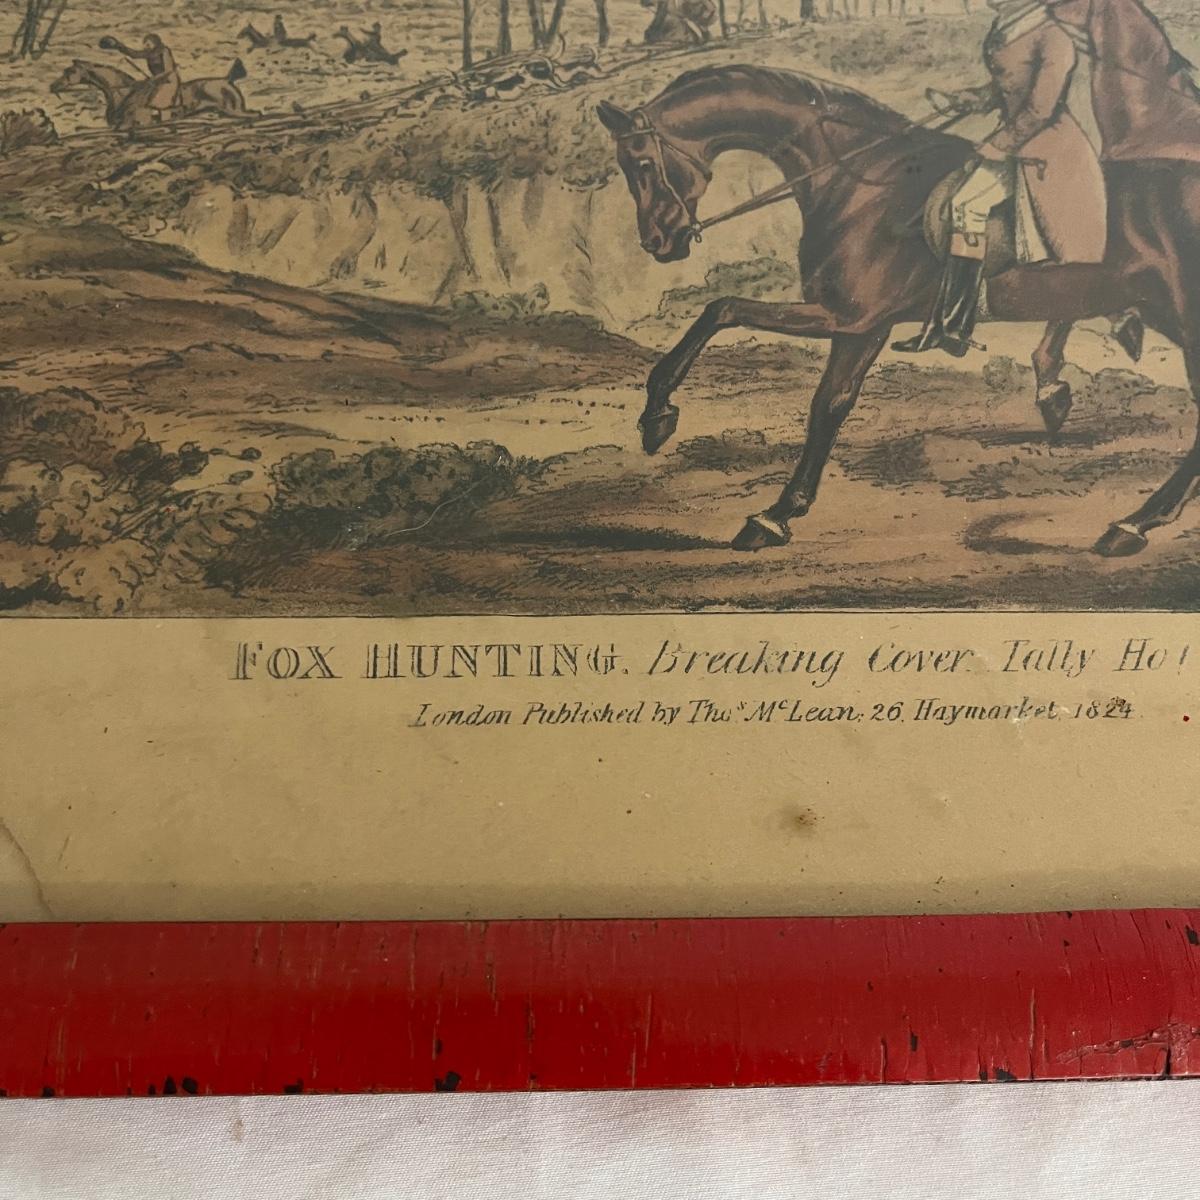 FOX HUNTING. Breaking Cover. Tally Ho!
London Published by Thoˢ MᶜLean, 26, Haymarket, 1824